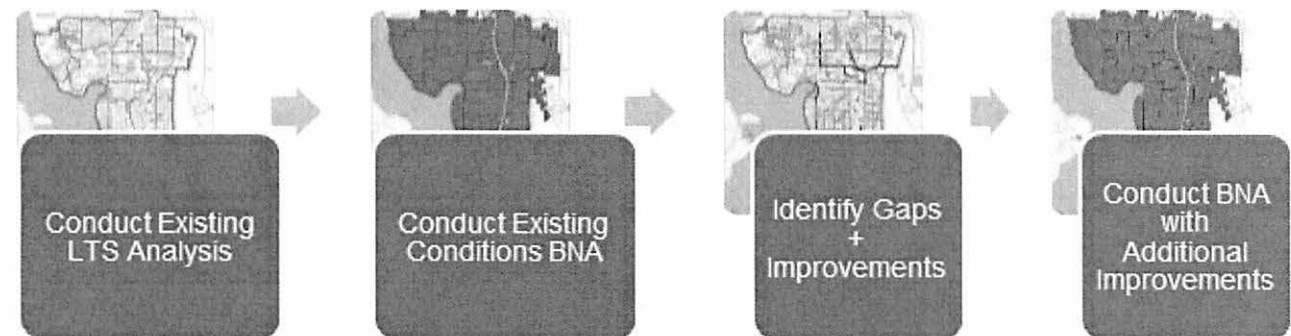 Conduct Existing
LTS Analysis
Conduct Existing
Conditions BNA
Identify Gaps
+
Improvements
Conduct BNA
with
Additional
Improvements